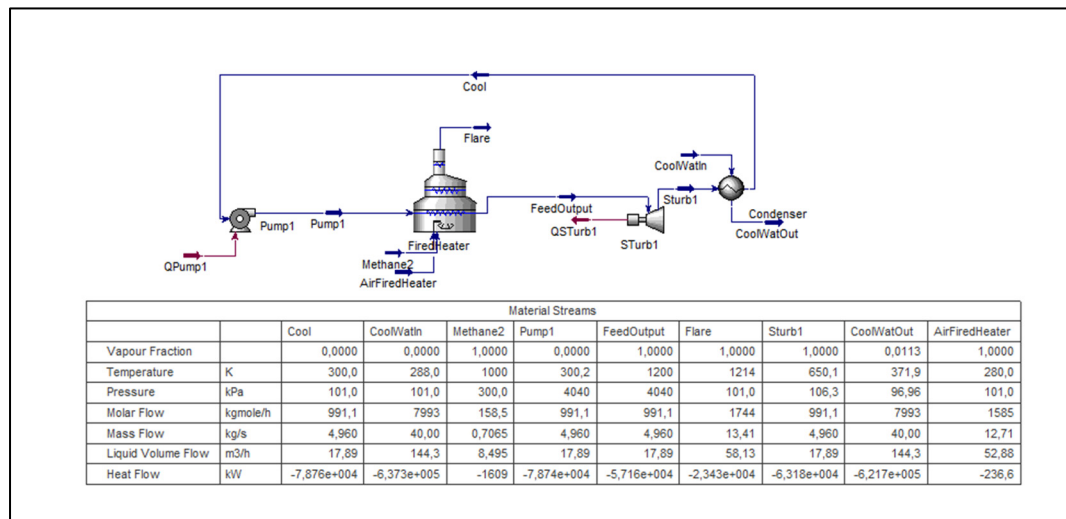 Cool
Flare
CoolWatIn
FeedOutput
Sturb1
Condenser
Pump1
Pump1
FiredHeater
QSTurb1
STurb1
CoolWatOut
QPump1
Methane2
AirFiredHeater
Material Streams
Cool CoolWatIn Methane2 Pump1 FeedOutput Flare Sturb1 CoolWatOut AirFiredHeater
Vapour Fraction 0,0000 0,0000 1,0000 0,0000 1,0000 1,0000 1,0000 0,0113 1,0000
Temperature K 300,0 288,0 1000 300,2 1200 1214 650,1 371,9 280,0
Pressure kPa 101,0 101,0 300,0 4040 4040 101,0 106,3 96,96 101,0
Molar Flow kgmole/h 991,1 7993 158,5 991,1 991,1 1744 991,1 7993 1585
Mass Flow kg/s 4,960 40,00 0,7065 4,960 4,960 13,41 4,960 40,00 12,71
Liquid Volume Flow m3/h 17,89 144,3 8,495 17,89 17,89 58,13 17,89 144,3 52,88
Heat Flow kW -7,876e+004 -6,373e+005 -1609 -7,874e+004 -5,716e+004 -2,343e+004 -6,318e+004 -6,217e+005 -236,6